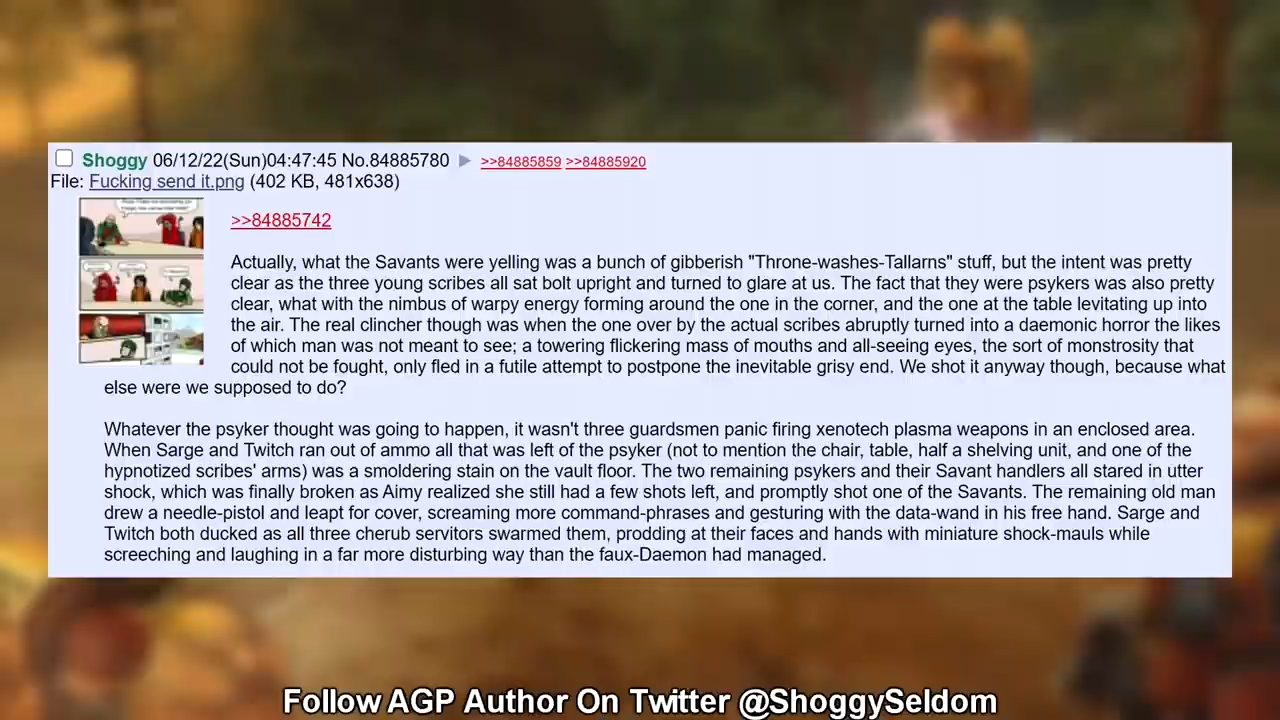 Shoggy 06/12/22(Sun)04:47:45 No.84885780 ▶ >>84885859 >>84885920
File: Fucking send it.png (402 KB, 481x638)
>>84885742
Actually, what the Savants were yelling was a bunch of gibberish "Throne-washes-Tallarns" stuff, but the intent was pretty
clear as the three young scribes all sat bolt upright and turned to glare at us. The fact that they were psykers was also pretty
clear, what with the nimbus of warpy energy forming around the one in the corner, and the one at the table levitating up into
the air. The real clincher though was when the one over by the actual scribes abruptly turned into a daemonic horror the likes
of which man was not meant to see; a towering flickering mass of mouths and all-seeing eyes, the sort of monstrosity that
could not be fought, only fled in a futile attempt to postpone the inevitable grisy end. We shot it anyway though, because what
else were we supposed to do?
Whatever the psyker thought was going to happen, it wasn't three guardsmen panic firing xenotech plasma weapons in an enclosed area.
When Sarge and Twitch ran out of ammo all that was left of the psyker (not to mention the chair, table, half a shelving unit, and one of the
hypnotized scribes' arms) was a smoldering stain on the vault floor. The two remaining psykers and their Savant handlers all stared in utter
shock, which was finally broken as Aimy realized she still had a few shots left, and promptly shot one of the Savants. The remaining old man
drew a needle-pistol and leapt for cover, screaming more command-phrases and gesturing with the data-wand in his free hand. Sarge and
Twitch both ducked as all three cherub servitors swarmed them, prodding at their faces and hands with miniature shock-mauls while
screeching and laughing in a far more disturbing way than the faux-Daemon had managed.
Follow AGP Author On Twitter @ShoggySeldom